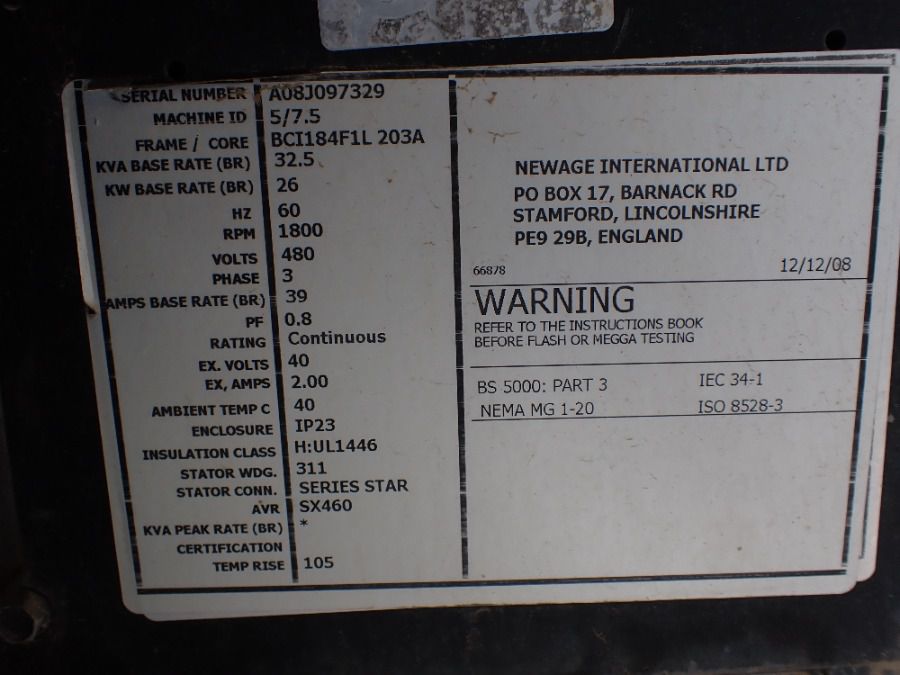 SERIAL NUMBER A08J097329
MACHINE ID 5/7.5
FRAME / CORE BCI184F1L 203A
KVA BASE RATE (BR) 32.5
KW BASE RATE (BR) 26
HZ 60
RPM 1800
VOLTS 480
PHASE 3
AMPS BASE RATE (BR) 39
PF 0.8
RATING Continuous
EX. VOLTS 40
EX, AMPS 2.00
AMBIENT TEMP C 40
ENCLOSURE IP23
INSULATION CLASS H:UL1446
STATOR WDG. 311
STATOR CONN. SERIES STAR
AVR SX460
KVA PEAK RATE (BR) *
CERTIFICATION
TEMP RISE 105
NEWAGE INTERNATIONAL LTD
PO BOX 17, BARNACK RD
STAMFORD, LINCOLNSHIRE
PE9 29B, ENGLAND
66878 12/12/08
WARNING
REFER TO THE INSTRUCTIONS BOOK
BEFORE FLASH OR MEGGA TESTING
BS 5000: PART 3 IEC 34-1
NEMA MG 1-20 ISO 8528-3